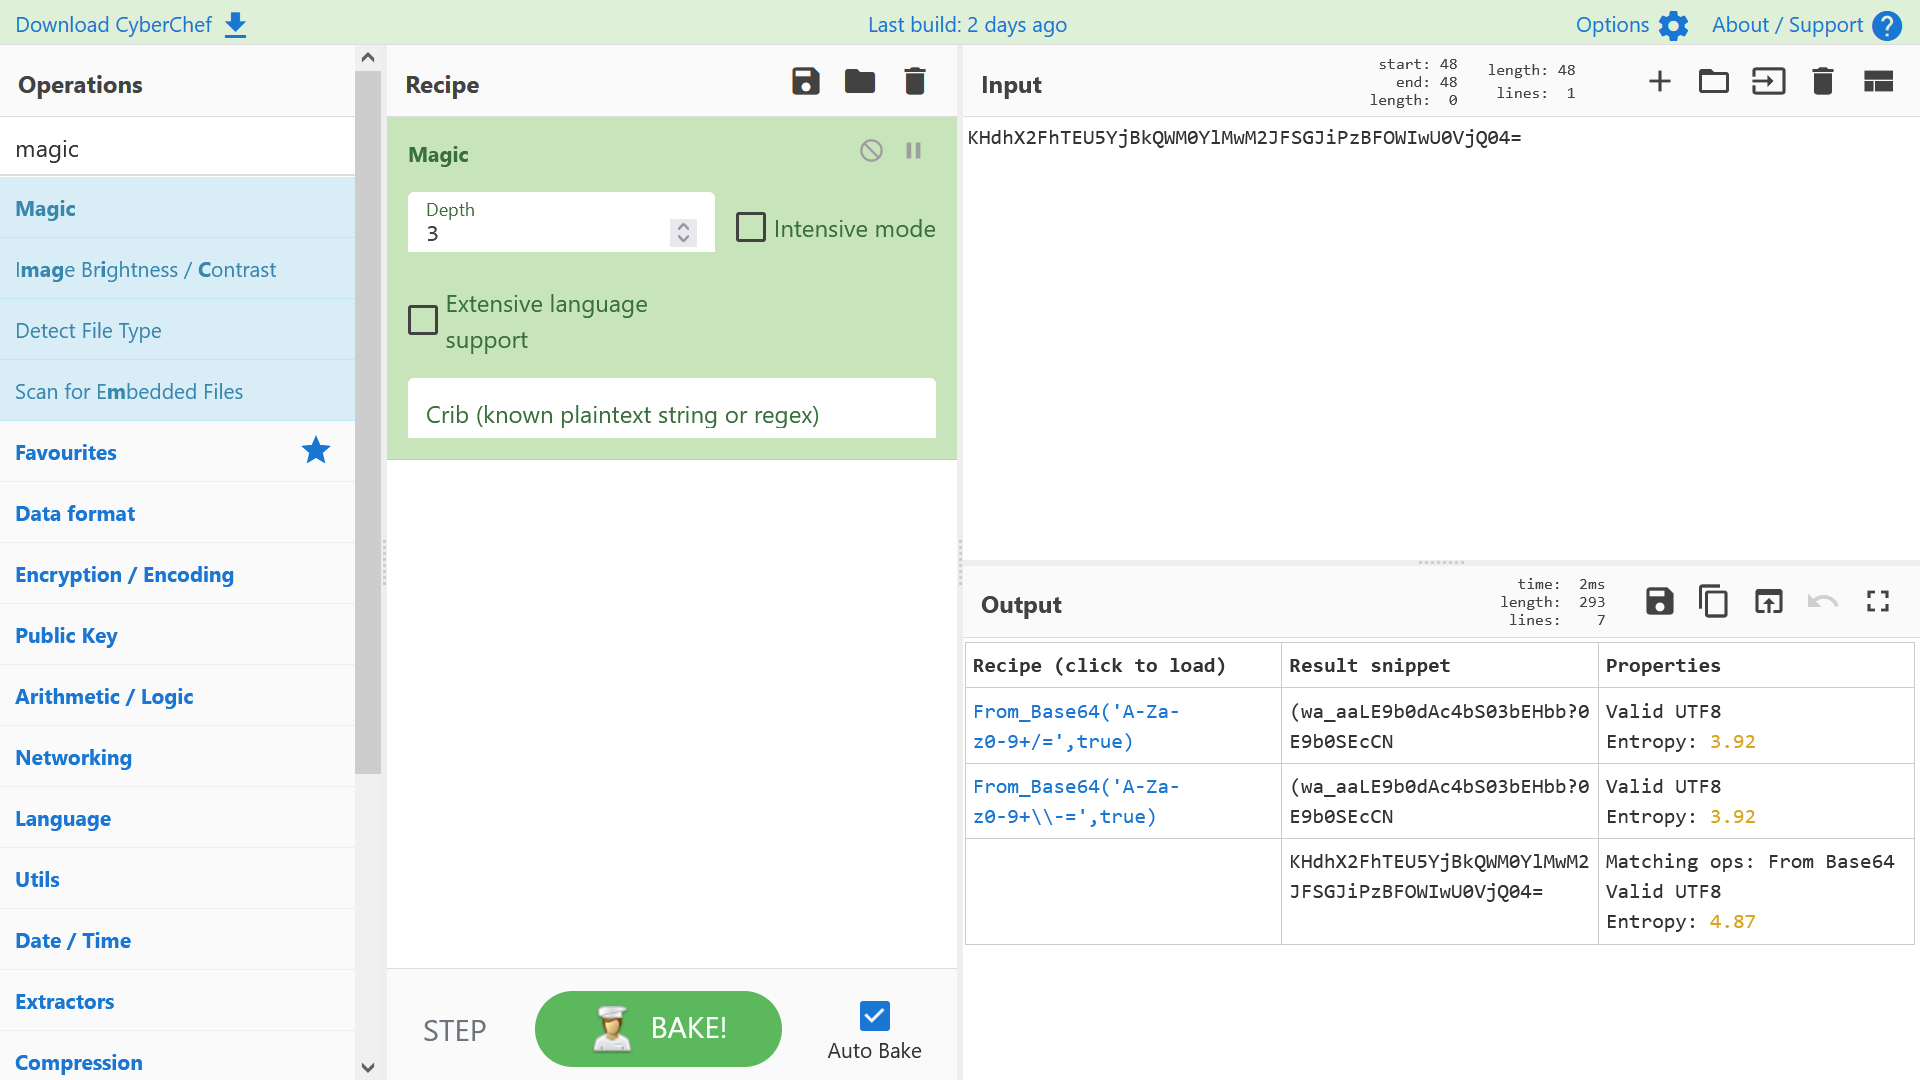 Download CyberChef
Last build: 2 days ago
Options
About / Support
Operations
magic
Magic
Image Brightness / Contrast
Detect File Type
Scan for Embedded Files
Favourites
Data format
Encryption / Encoding
Public Key
Arithmetic / Logic
Networking
Language
Utils
Date / Time
Extractors
Compression
Recipe
Magic
Depth
3
Intensive mode
Extensive language
support
Crib (known plaintext string or regex)
STEP
BAKE!
Auto Bake
Input
start: 48
end: 48
length: 0
length: 48
lines: 1
KHdhX2FhTEU5YjBkQWM0YlMwM2JFSGJiPzBFOWIwU0VjQ04=
Output
time: 2ms
length: 293
lines: 7
Recipe (click to load)
Result snippet
Properties
From_Base64('A-Za-
z0-9+/=',true)
(wa_aaLE9b0dAc4bS03bEHbb?0
E9b0SEcCN
Valid UTF8
Entropy: 3.92
From_Base64('A-Za-
z0-9+\\-=',true)
(wa_aaLE9b0dAc4bS03bEHbb?0
E9b0SEcCN
Valid UTF8
Entropy: 3.92
KHdhX2FhTEU5YjBkQWM0YlMwM2
JFSGJiPzBFOWIwU0VjQ04=
Matching ops: From Base64
Valid UTF8
Entropy: 4.87